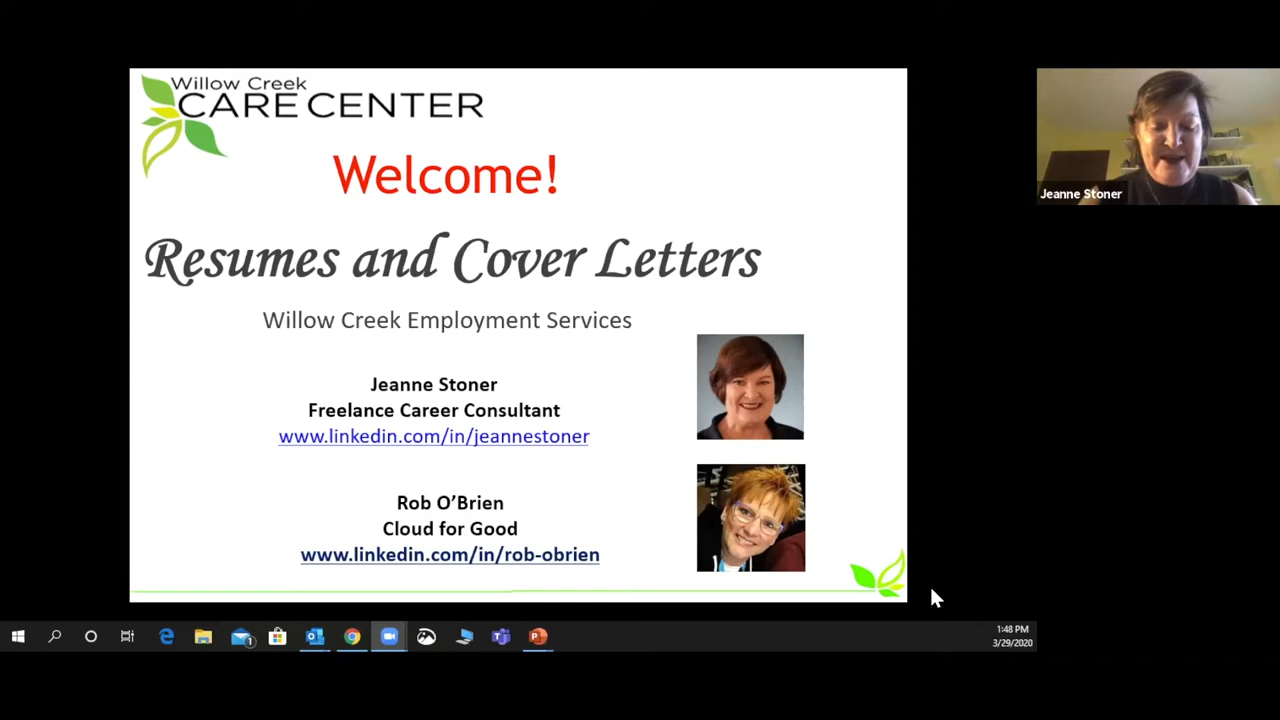 Willow Creek
CARE CENTER
Welcome!
Resumes and Cover Letters
Willow Creek Employment Services
Jeanne Stoner
Freelance Career Consultant
www.linkedin.com/in/jeannestoner
Rob O’Brien
Cloud for Good
www.linkedin.com/in/rob-obrien
Jeanne Stoner
1
1:48 PM
3/29/2020